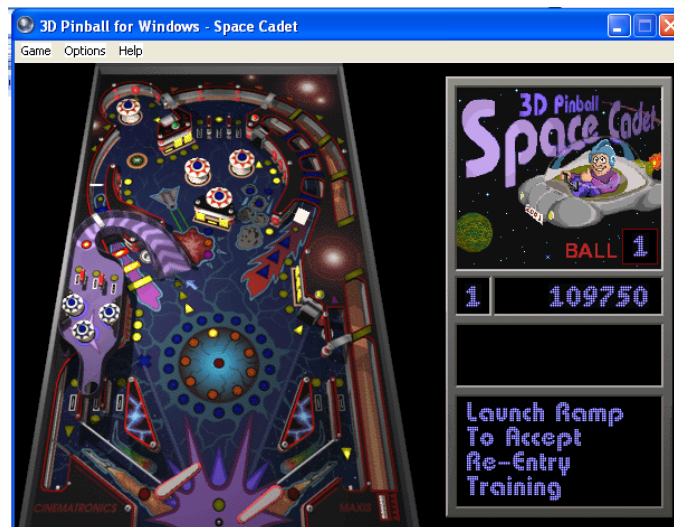 3D Pinball for Windows - Space Cadet
Game Options Help
3D Pinball
Space Cadet
BALL 1
1 109750
Launch Ramp
To Accept
Re-Entry
Training
CINEMATRONICS
MAXIS